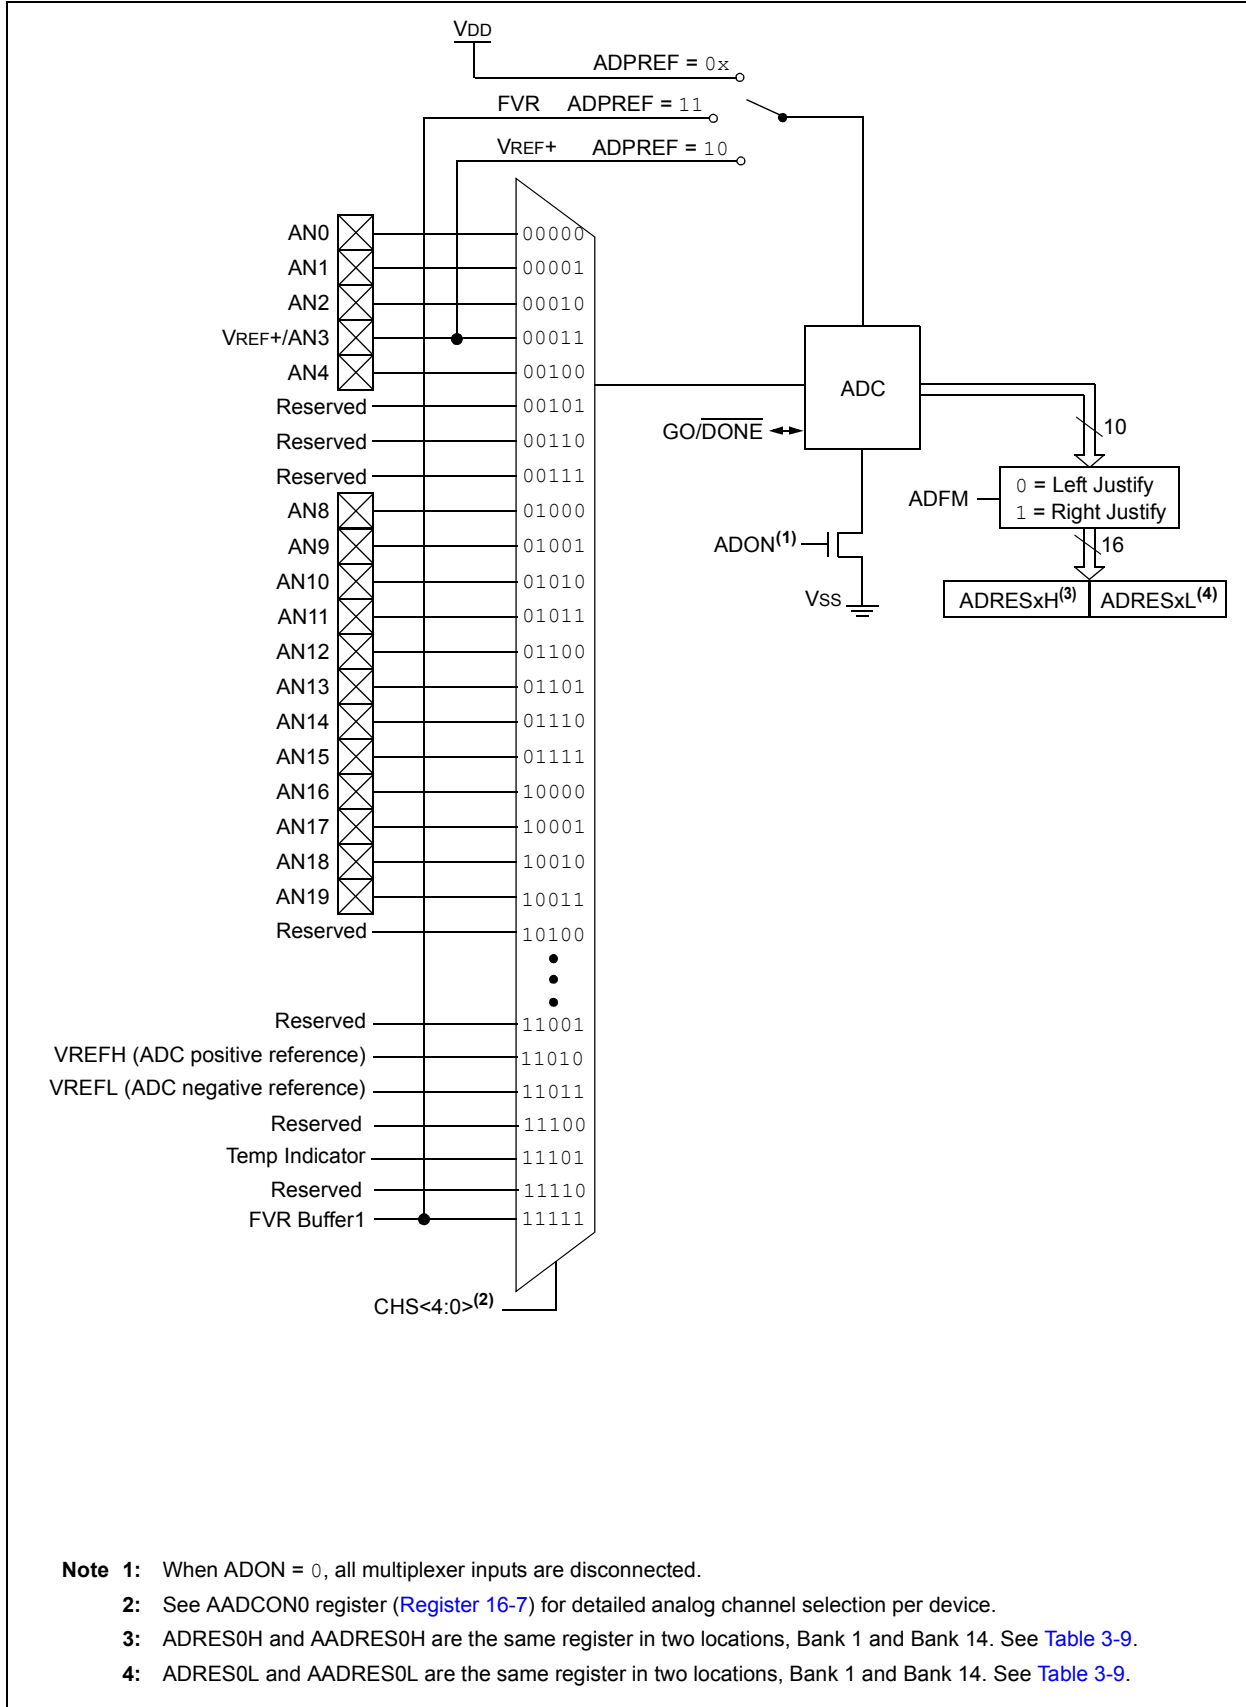 VDD
ADPREF = 0x
FVR ADPREF = 11
VREF+ ADPREF = 10
AN0 00000
AN1 00001
AN2 00010
VREF+/AN3 00011
AN4 00100
Reserved 00101
Reserved 00110
Reserved 00111
AN8 01000
AN9 01001
AN10 01010
AN11 01011
AN12 01100
AN13 01101
AN14 01110
AN15 01111
AN16 10000
AN17 10001
AN18 10010
AN19 10011
Reserved 10100
Reserved 11001
VREFH (ADC positive reference) 11010
VREFL (ADC negative reference) 11011
Reserved 11100
Temp Indicator 11101
Reserved 11110
FVR Buffer1 11111
CHS<4:0>(2)
ADC
GO/DONE
10
ADFM
0 = Left Justify
1 = Right Justify
16
ADON(1)
VSS
ADRESxH(3) ADRESxL(4)
Note 1: When ADON = 0, all multiplexer inputs are disconnected.
2: See AADCON0 register (Register 16-7) for detailed analog channel selection per device.
3: ADRES0H and AADRES0H are the same register in two locations, Bank 1 and Bank 14. See Table 3-9.
4: ADRES0L and AADRES0L are the same register in two locations, Bank 1 and Bank 14. See Table 3-9.